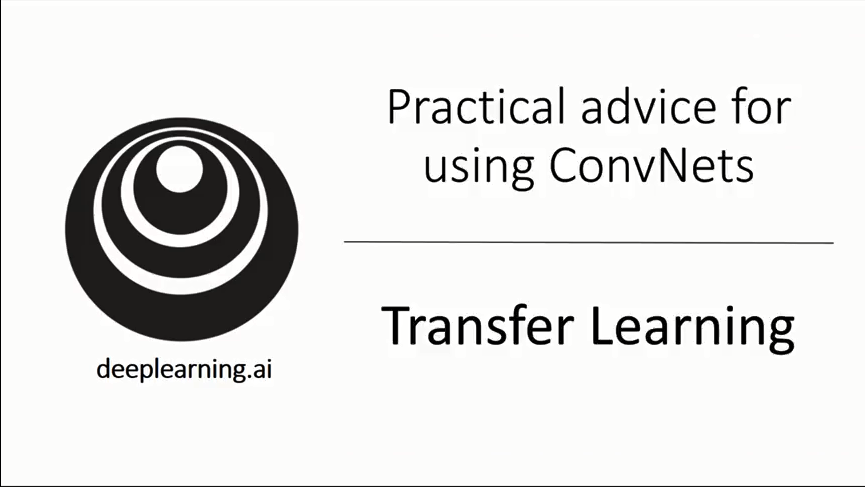 Practical advice for
using ConvNets
Transfer Learning
deeplearning.ai